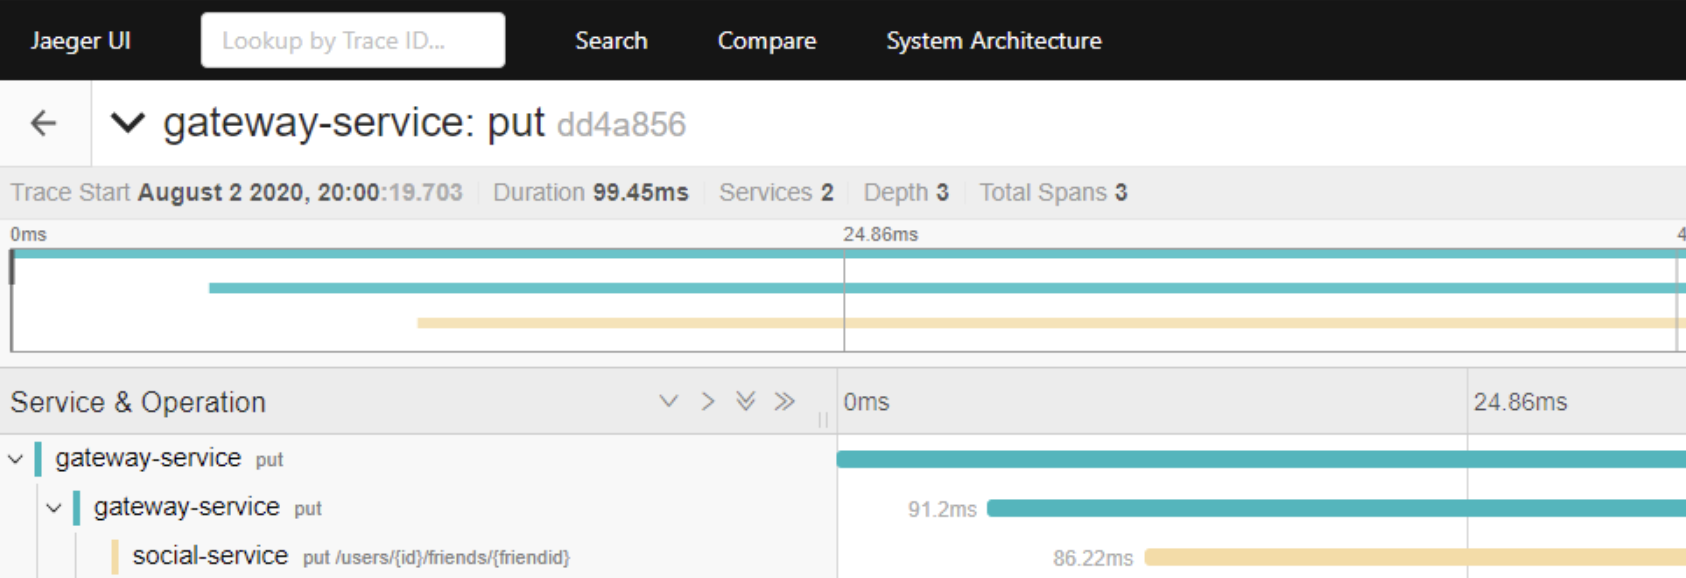 Jaeger UI Lookup by Trace ID... Search Compare System Architecture
gateway-service: put dd4a856
Trace Start August 2 2020, 20:00:19.703 Duration 99.45ms Services 2 Depth 3 Total Spans 3
0ms 24.86ms 4
Service & Operation 0ms 24.86ms
gateway-service put
gateway-service put 91.2ms
social-service put /users/{id}/friends/{friendid} 86.22ms